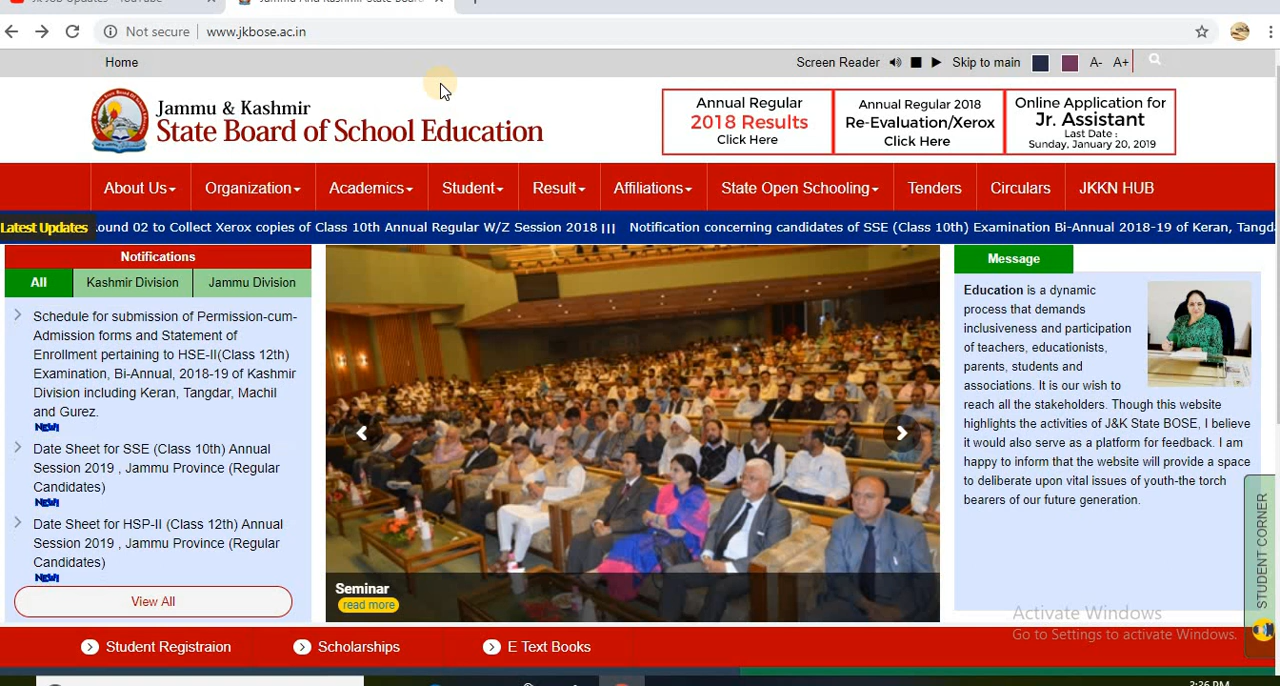 Not secure | www.jkbose.ac.in
Home
Screen Reader
Skip to main
A-
A+
Jammu & Kashmir
State Board of School Education
Annual Regular
2018 Results
Click Here
Annual Regular 2018
Re-Evaluation/Xerox
Click Here
Online Application for
Jr. Assistant
Last Date :
Sunday, January 20, 2019
About Us
Organization
Academics
Student
Result
Affiliations
State Open Schooling
Tenders
Circulars
JKKN HUB
Latest Updates
02 to Collect Xerox copies of Class 10th Annual Regular W/Z Session 2018 ||| Notification concerning candidates of SSE (Class 10th) Examination Bi-Annual 2018-19 of Keran,
Notifications
All
Kashmir Division
Jammu Division
Schedule for submission of Permission-cum-
Admission forms and Statement of
Enrollment pertaining to HSE-II(Class 12th)
Examination, Bi-Annual, 2018-19 of Kashmir
Division including Keran, Tangdar, Machil
and Gurez.
NEW!
Date Sheet for SSE (Class 10th) Annual
Session 2019 , Jammu Province (Regular
Candidates)
NEW!
Date Sheet for HSP-II (Class 12th) Annual
Session 2019 , Jammu Province (Regular
Candidates)
NEW!
View All
Seminar
read more
Message
Education is a dynamic
process that demands
inclusiveness and participation
of teachers, educationists,
parents, students and
associations. It is our wish to
reach all the stakeholders. Though this website
highlights the activities of J&K State BOSE, I believe
it would also serve as a platform for feedback. I am
happy to inform that the website will provide a space
to deliberate upon vital issues of youth-the torch
bearers of our future generation.
STUDENT CORNER
Activate Windows
Go to Settings to activate Windows.
Student Registraion
Scholarships
E Text Books